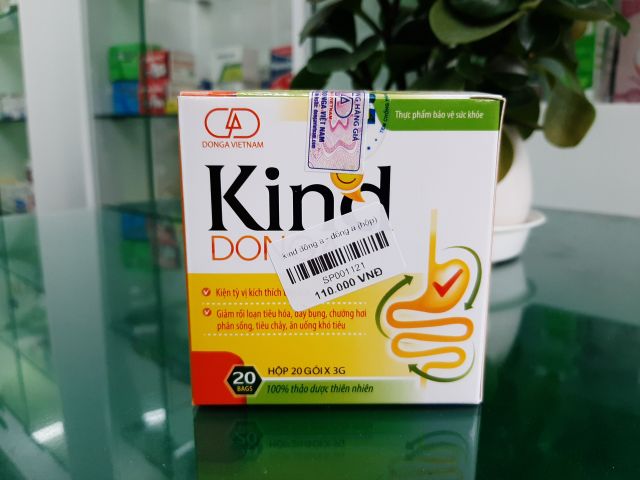 DONGA VIETNAM
Thực phẩm bảo vệ sức khỏe
Kind
DON
kind đông á - đông á (hộp)
SP001121
110,000 VNĐ
Kiện tỳ vị kích thích
Giảm rối loạn tiêu hóa, đầy bụng, chướng hơi
phân sống, tiêu chảy, ăn uống khó tiêu
HỘP 20 GÓI X 3G
20
BAGS
100% thảo dược thiên nhiên